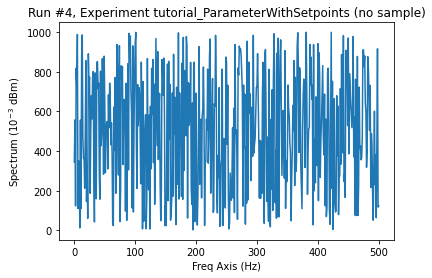 Run #4, Experiment tutorial_ParameterWithSetpoints (no sample)
1000
800
600
400
200
0
Spectrum (10⁻³ dBm)
0 100 200 300 400 500
Freq Axis (Hz)